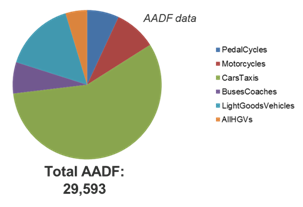 AADF data
PedalCycles
Motorcycles
CarsTaxis
BusesCoaches
LightGoodsVehicles
AllHGVs
Total AADF:
29,593